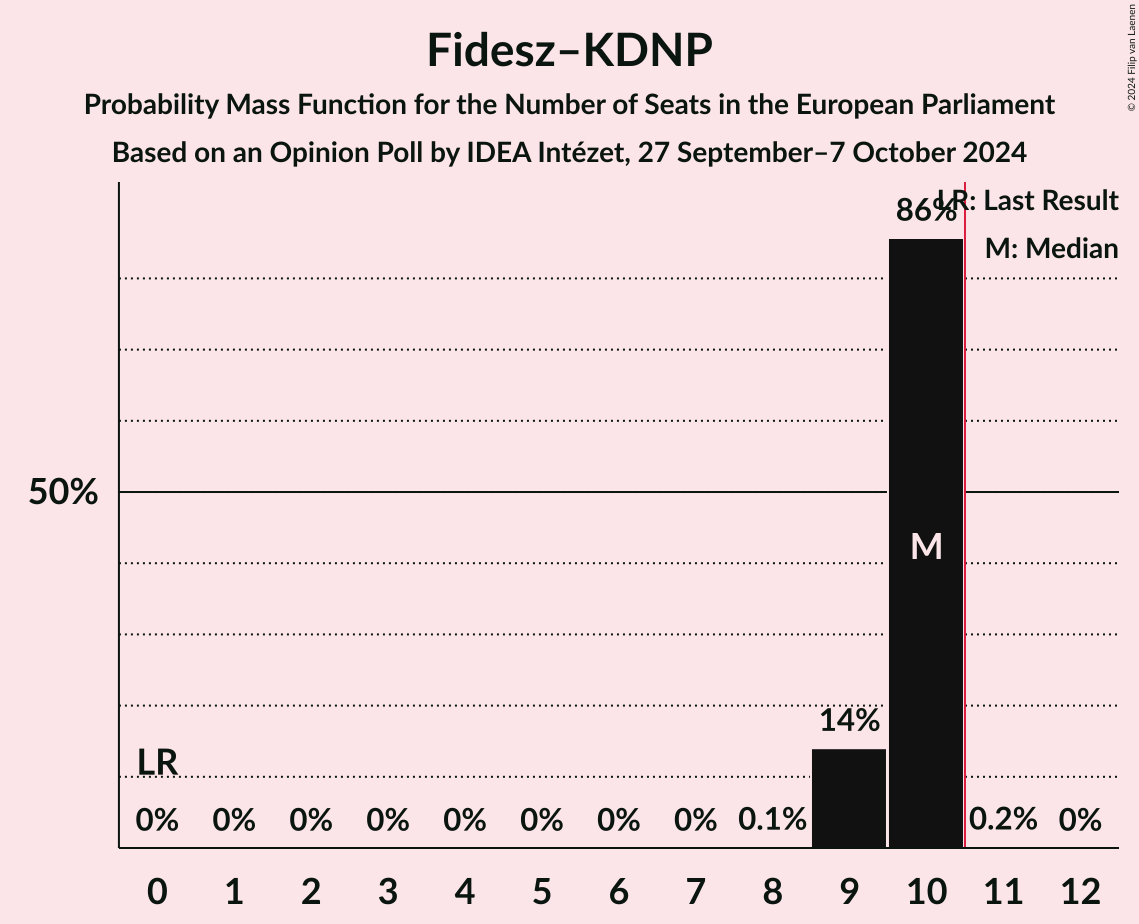 Fidesz–KDNP
Probability Mass Function for the Number of Seats in the European Parliament
Based on an Opinion Poll by IDEA Intézet, 27 September–7 October 2024
© 2024 Filip van Laenen
LR: Last Result
M: Median
86%
50%
M
14%
LR
0% 0% 0% 0% 0% 0% 0% 0% 0.1% 0.2% 0%
0 1 2 3 4 5 6 7 8 9 10 11 12